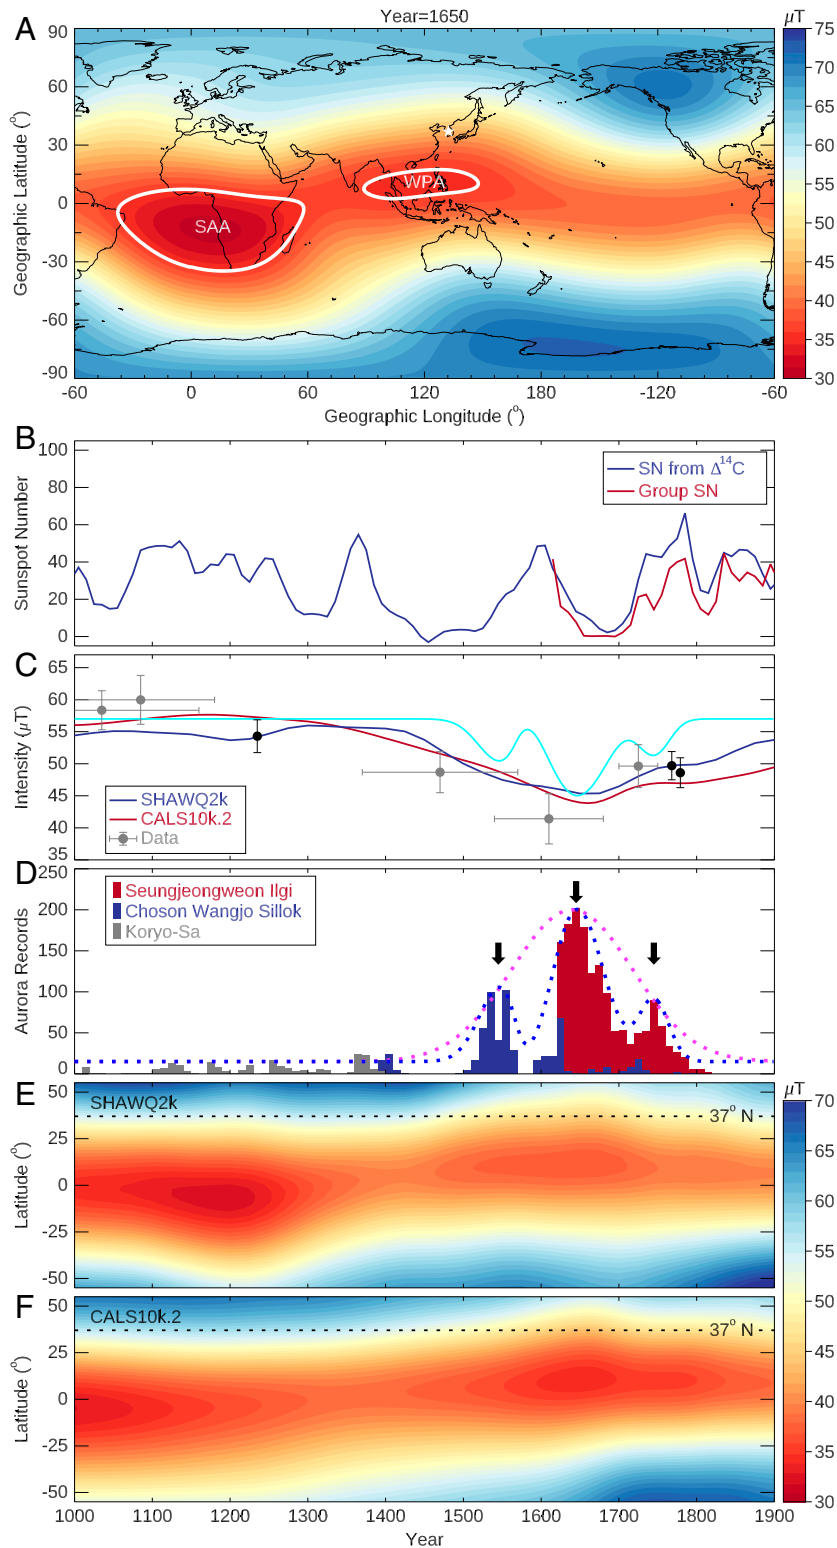 A
Year=1650
µT
Geographic Latitude (°)
90
60
30
0
-30
-60
-90
SAA
WPA
75
70
65
60
55
50
45
40
35
30
-60 0 60 120 180 -120 -60
Geographic Longitude (°)
B
Sunspot Number
100
80
60
40
20
0
SN from Δ¹⁴C
Group SN
C
Intensity (µT)
65
60
55
50
45
40
35
SHAWQ2k
CALS10k.2
Data
D
Aurora Records
250
200
150
100
50
0
Seungjeongweon Ilgi
Choson Wangjo Sillok
Koryo-Sa
E
SHAWQ2k
37° N
Latitude (°)
50
25
0
-25
-50
F
CALS10k.2
37° N
Latitude (°)
50
25
0
-25
-50
µT
70
60
50
40
30
1000 1100 1200 1300 1400 1500 1600 1700 1800 1900
Year